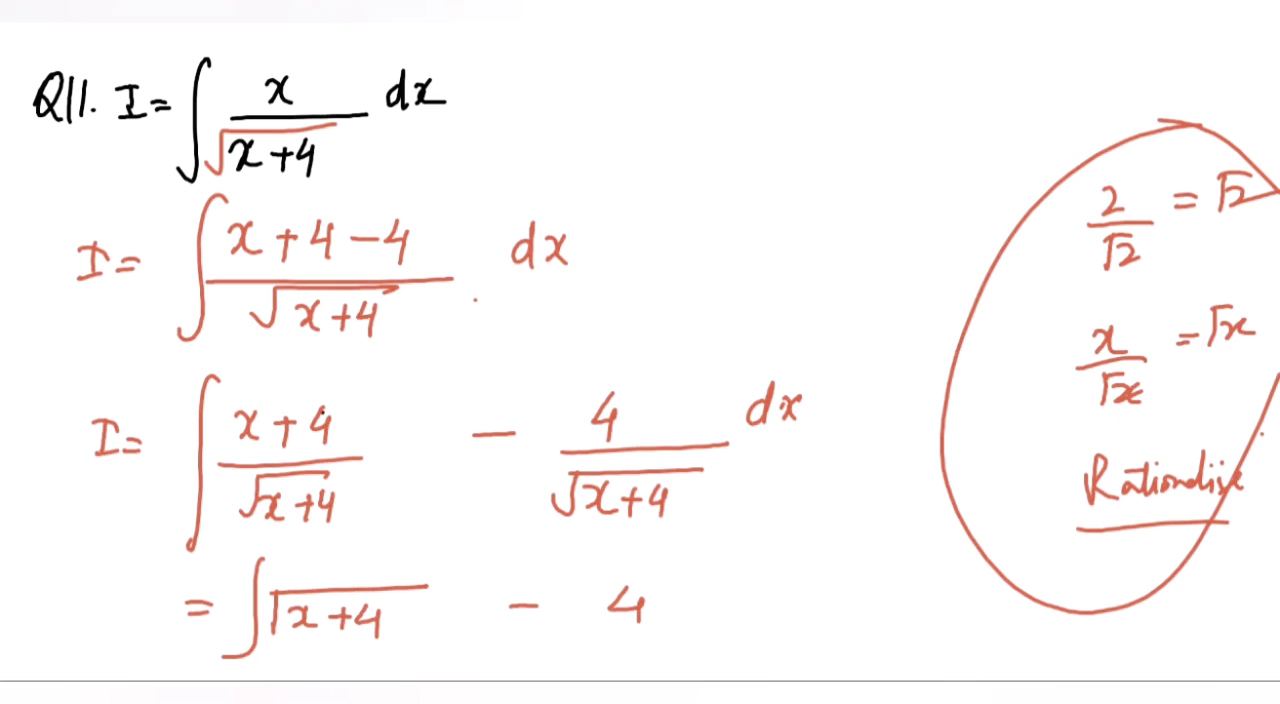 Q11. I = ∫ x/√(x+4) dx
I = ∫ (x+4-4)/√(x+4) dx
I = ∫ (x+4)/√(x+4) - 4/√(x+4) dx
= ∫ √(x+4) - 4
2/√2 = √2
x/√x = √x
Rationalise